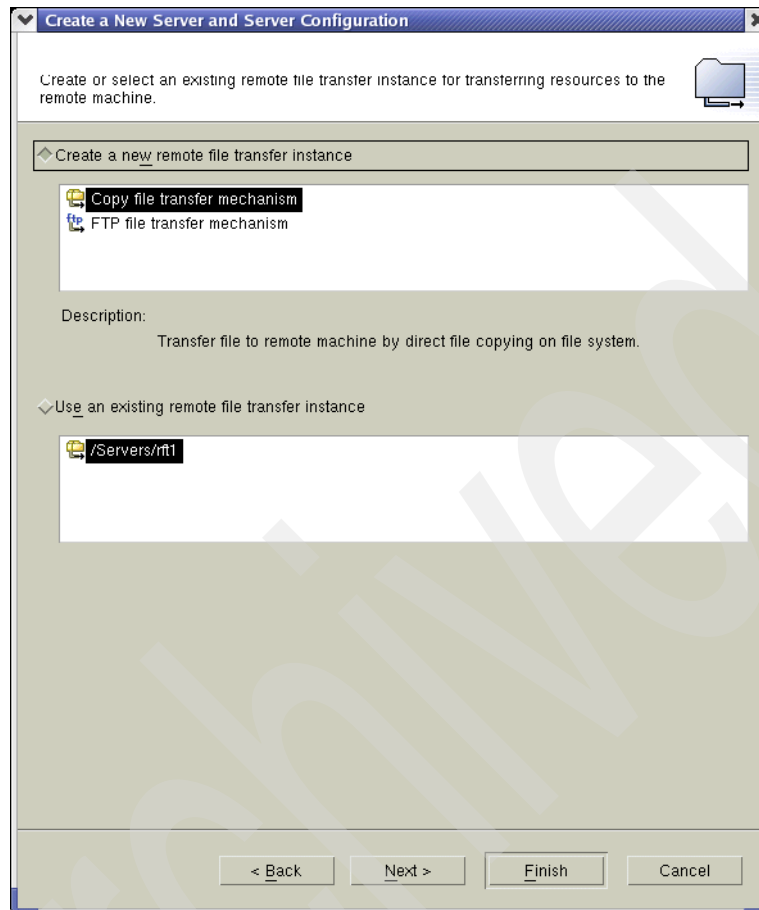 Create a New Server and Server Configuration
Create or select an existing remote file transfer instance for transferring resources to the
remote machine.
Create a new remote file transfer instance
Copy file transfer mechanism
ftp
FTP file transfer mechanism
Description:
Transfer file to remote machine by direct file copying on file system.
Use an existing remote file transfer instance
/Servers/rft1
< Back
Next >
Finish
Cancel